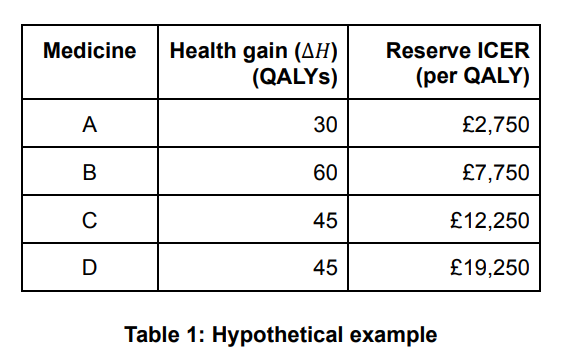 Medicine Health gain (Δ𝐻) Reserve ICER
(QALYs) (per QALY)
A 30 £2,750
B 60 £7,750
C 45 £12,250
D 45 £19,250
Table 1: Hypothetical example